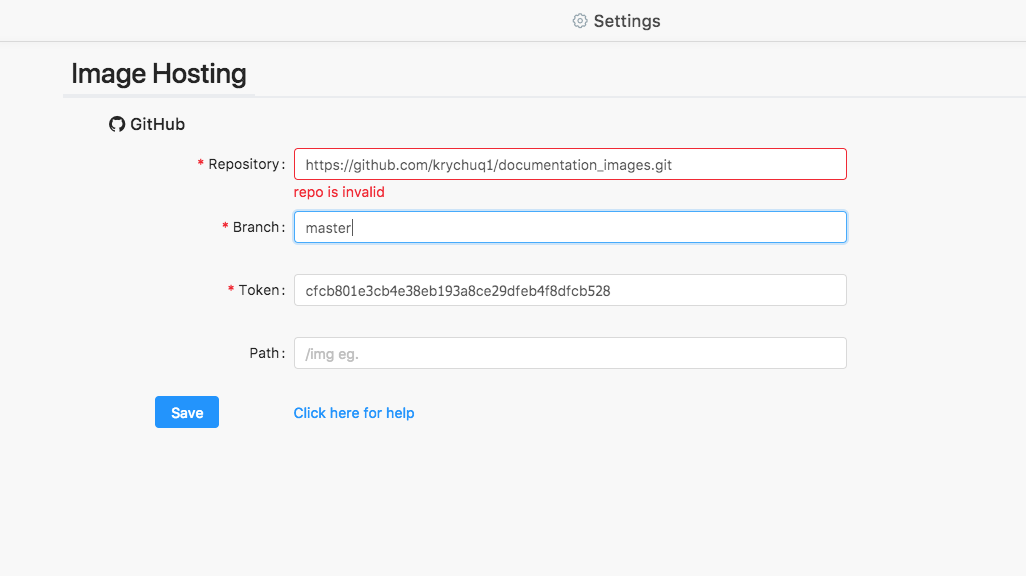 Settings
Image Hosting
GitHub
* Repository: https://github.com/krychuq1/documentation_images.git
repo is invalid
* Branch: master
* Token: cfcb801e3cb4e38eb193a8ce29dfeb4f8dfcb528
Path: /img eg.
Save Click here for help